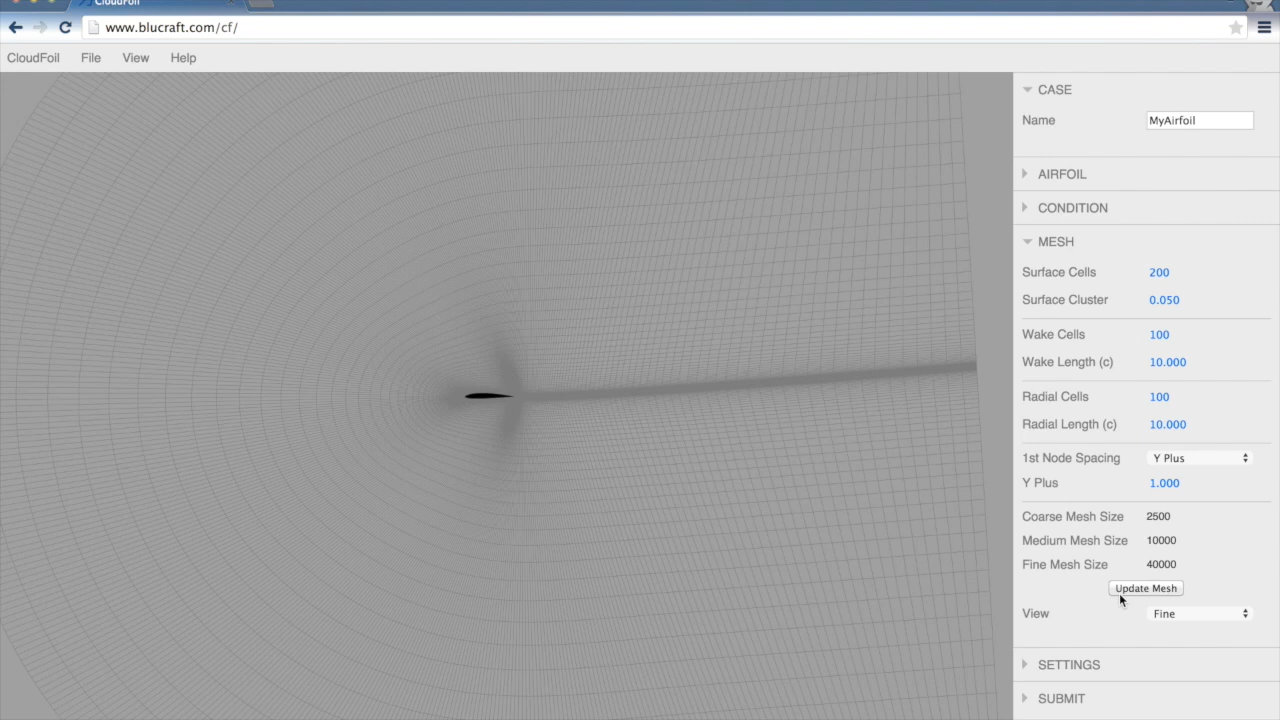 CloudFoil
www.blucraft.com/cf/
CloudFoil File View Help
CASE
Name MyAirfoil
AIRFOIL
CONDITION
MESH
Surface Cells 200
Surface Cluster 0.050
Wake Cells 100
Wake Length (c) 10.000
Radial Cells 100
Radial Length (c) 10.000
1st Node Spacing Y Plus
Y Plus 1.000
Coarse Mesh Size 2500
Medium Mesh Size 10000
Fine Mesh Size 40000
Update Mesh
View Fine
SETTINGS
SUBMIT